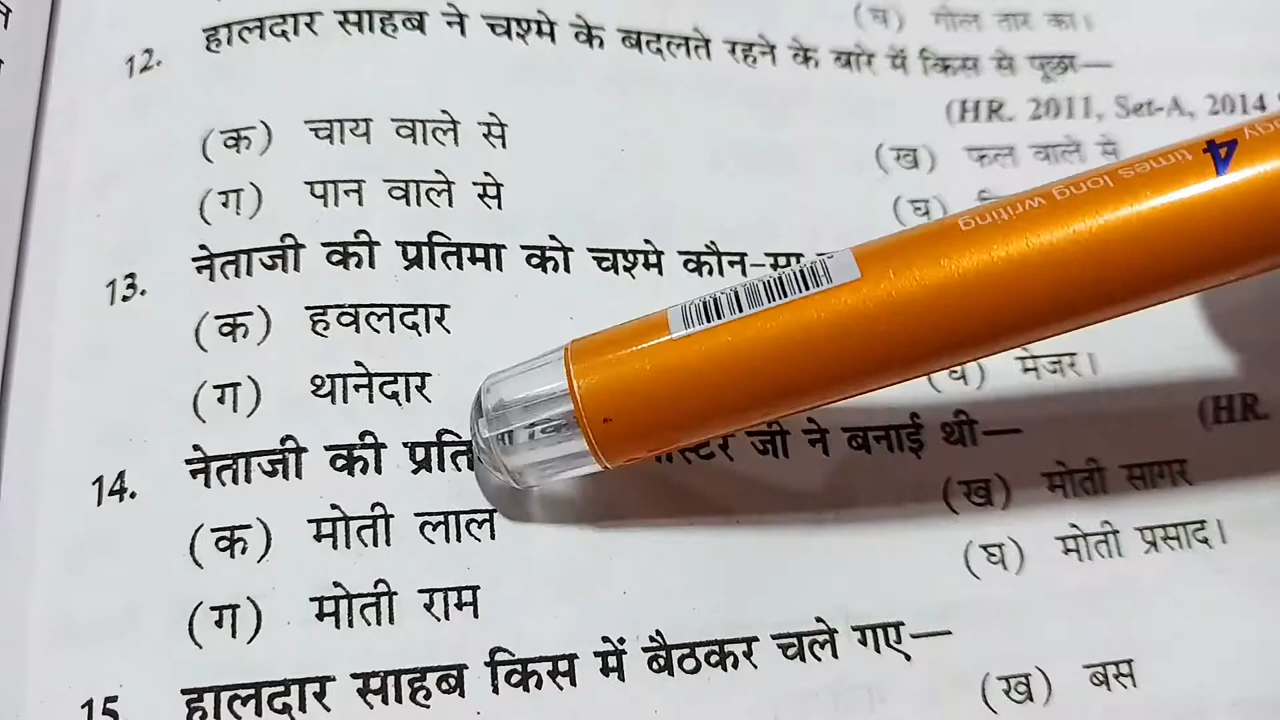 (घ) गोल तार का।
12. हालदार साहब ने चश्मे के बदलते रहने के बारे में किस से पूछा—
(HR. 2011, Set-A, 2014
(क) चाय वाले से
(ख) फल वाले से
(ग) पान वाले से
(घ)
13. नेताजी की प्रतिमा को चश्मे कौन-सा
(क) हवलदार
(ग) थानेदार
(घ) मेजर।
(HR.
14. नेताजी की प्रति जी ने बनाई थी—
(क) मोती लाल
(ख) मोती सागर
(ग) मोती राम
(घ) मोती प्रसाद।
15. हालदार साहब किस में बैठकर चले गए—
(ख) बस
4 times long writing